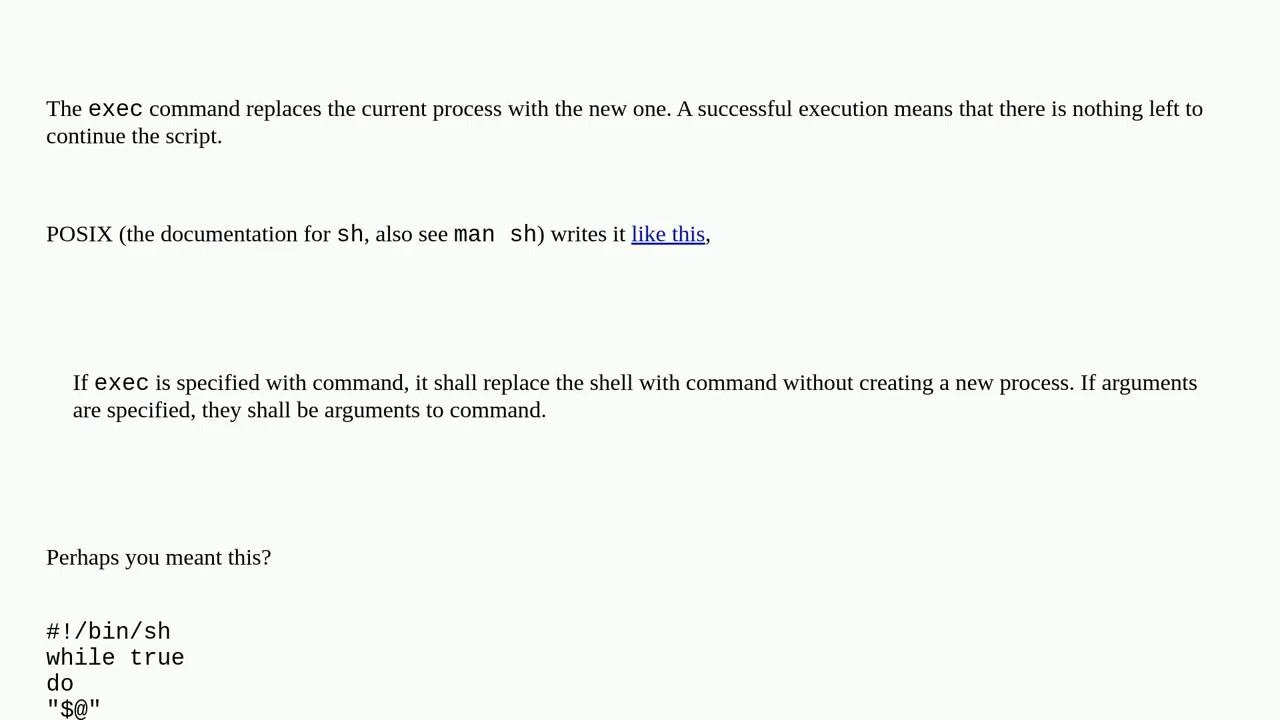 The exec command replaces the current process with the new one. A successful execution means that there is nothing left to
continue the script.
POSIX (the documentation for sh, also see man sh) writes it like this,
If exec is specified with command, it shall replace the shell with command without creating a new process. If arguments
are specified, they shall be arguments to command.
Perhaps you meant this?
#!/bin/sh
while true
do
"$@"